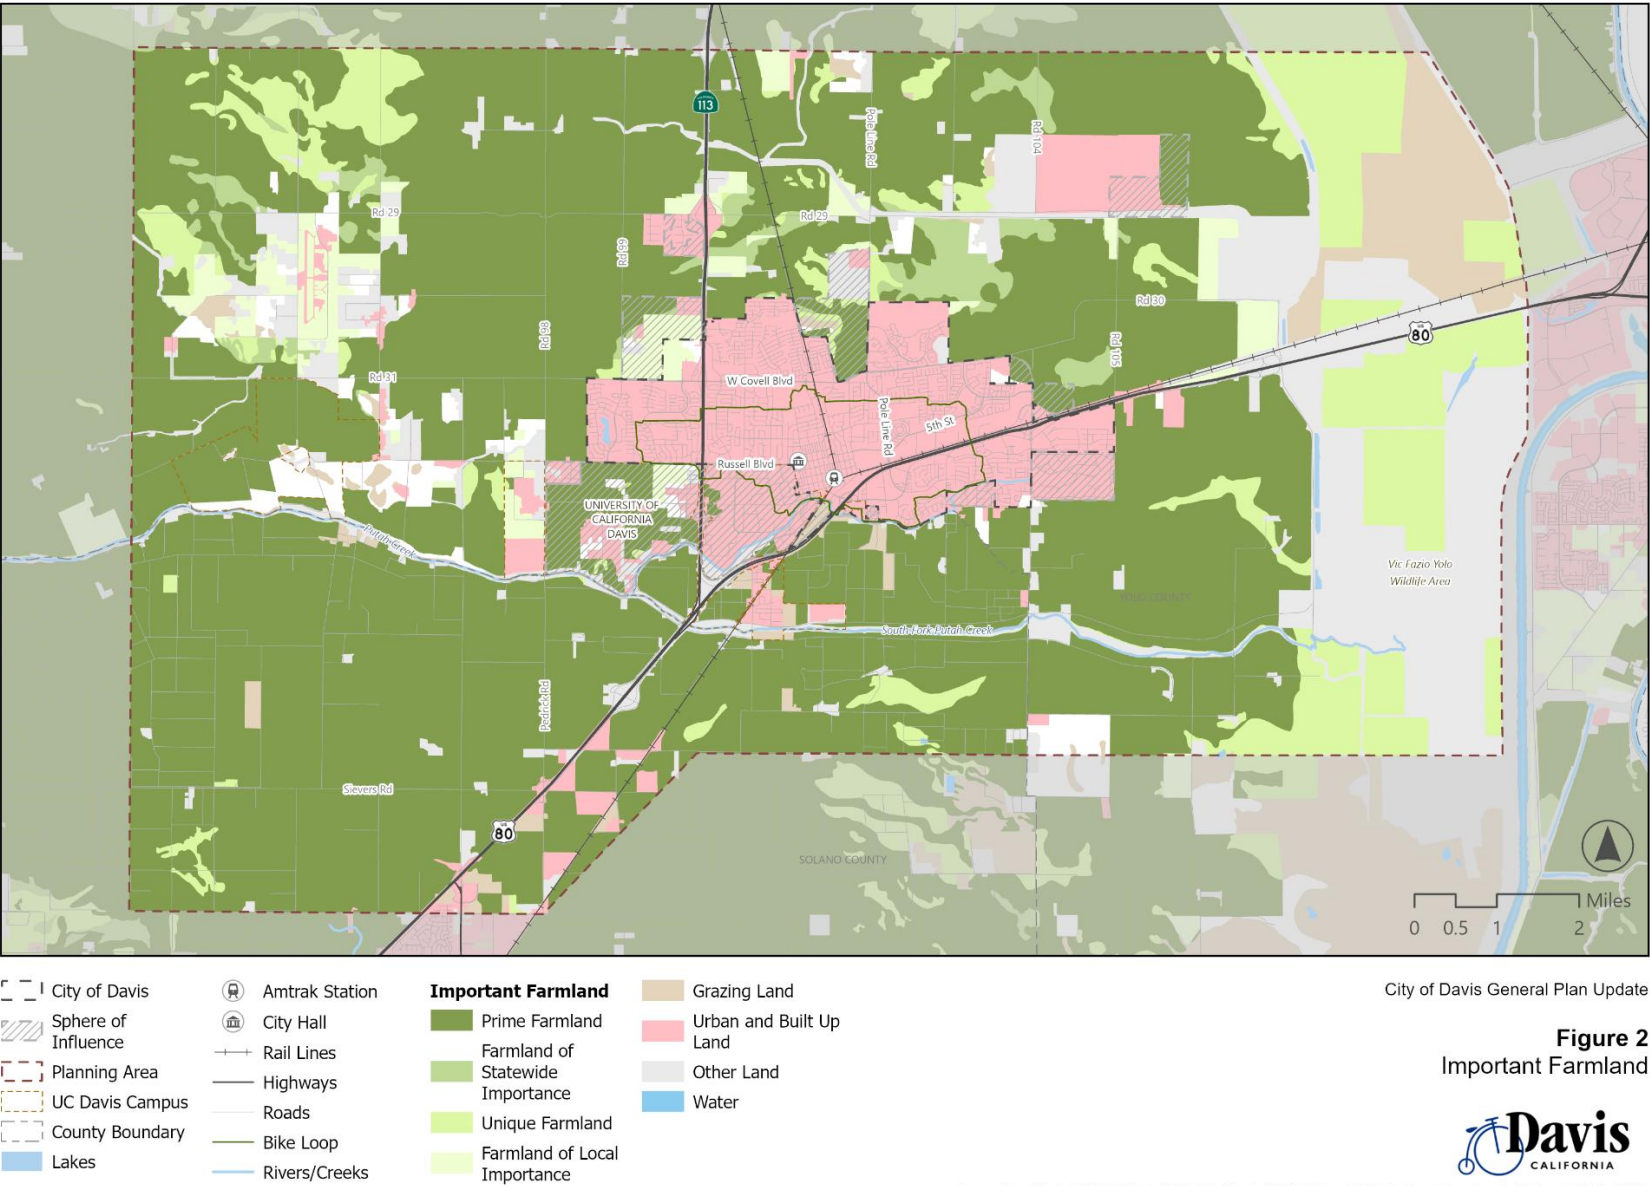 113
Pole Line Rd
Rd 104
Rd 29
Rd 29
Rd 99
Rd 30
Rd 98
Rd 105
80
Rd 31
W Covell Blvd
Pole Line Rd
5th St
Russell Blvd
UNIVERSITY OF
CALIFORNIA
DAVIS
Putah Creek
Vic Fazio Yolo
Wildlife Area
YOLO COUNTY
South Fork Putah Creek
Pedrick Rd
Sievers Rd
80
SOLANO COUNTY
Miles
0 0.5 1 2
City of Davis
Sphere of
Influence
Planning Area
UC Davis Campus
County Boundary
Lakes
Amtrak Station
City Hall
Rail Lines
Highways
Roads
Bike Loop
Rivers/Creeks
Important Farmland
Prime Farmland
Farmland of
Statewide
Importance
Unique Farmland
Farmland of Local
Importance
Grazing Land
Urban and Built Up
Land
Other Land
Water
City of Davis General Plan Update
Figure 2
Important Farmland
Davis
CALIFORNIA